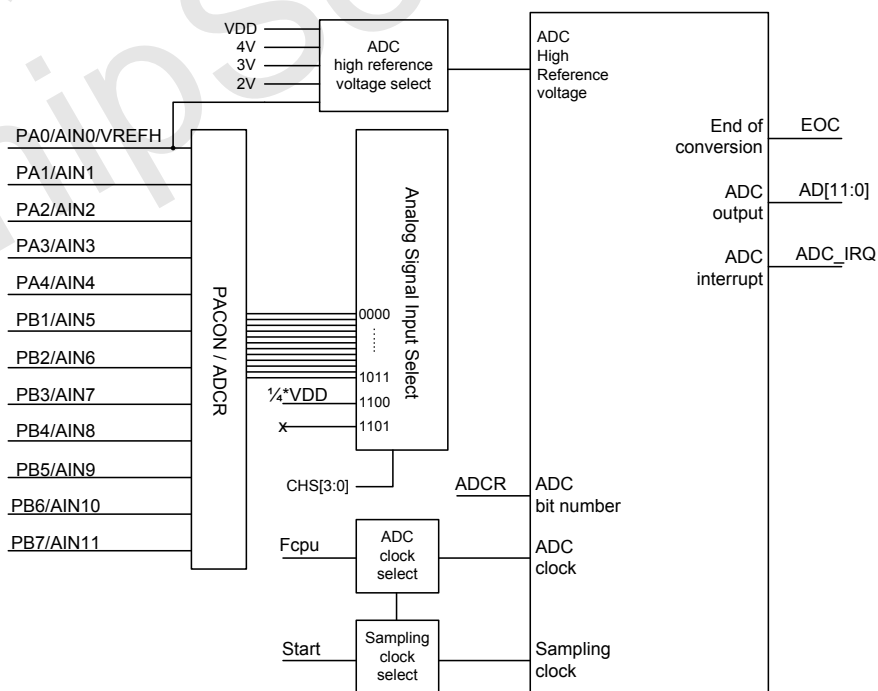 VDD
4V
3V
2V
ADC
high reference
voltage select
ADC
High
Reference
voltage
PA0/AIN0/VREFH
PA1/AIN1
PA2/AIN2
PA3/AIN3
PA4/AIN4
PB1/AIN5
PB2/AIN6
PB3/AIN7
PB4/AIN8
PB5/AIN9
PB6/AIN10
PB7/AIN11
PACON / ADCR
Analog Signal Input Select
0000
......
1011
1100
1101
¼*VDD
x
CHS[3:0]
End of
conversion
EOC
ADC
output
AD[11:0]
ADC
interrupt
ADC_IRQ
ADCR
ADC
bit number
Fcpu
ADC
clock
select
ADC
clock
Start
Sampling
clock
select
Sampling
clock